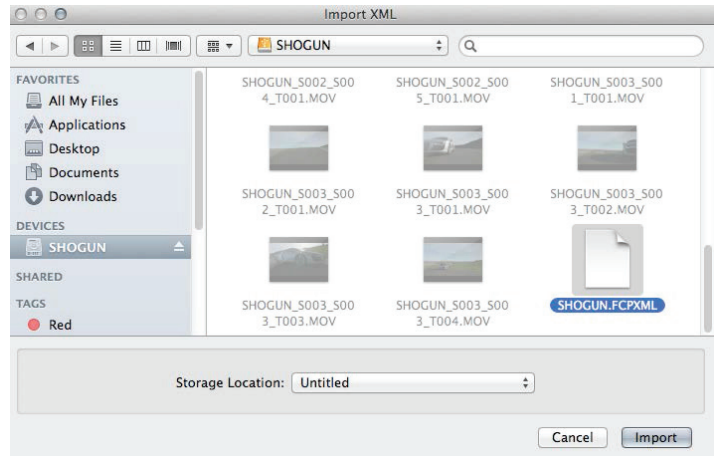 Import XML
SHOGUN
FAVORITES
All My Files
Applications
Desktop
Documents
Downloads
DEVICES
SHOGUN
SHARED
TAGS
Red
SHOGUN_S002_S00
4_T001.MOV
SHOGUN_S002_S00
5_T001.MOV
SHOGUN_S003_S00
1_T001.MOV
SHOGUN_S003_S00
2_T001.MOV
SHOGUN_S003_S00
3_T001.MOV
SHOGUN_S003_S00
3_T002.MOV
SHOGUN_S003_S00
3_T003.MOV
SHOGUN_S003_S00
3_T004.MOV
SHOGUN.FCPXML
Storage Location: Untitled
Cancel
Import